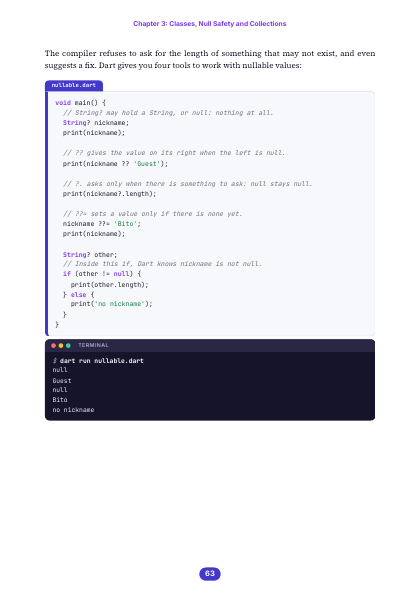 Chapter 3: Classes, Null Safety and Collections
The compiler refuses to ask for the length of something that may not exist, and even
suggests a fix. Dart gives you four tools to work with nullable values:
nullable.dart
void main() {
  // String? may hold a String, or null: nothing at all.
  String? nickname;
  print(nickname);

  // ?? gives the value on its right when the left is null.
  print(nickname ?? 'Guest');

  // ?. asks only when there is something to ask: null stays null.
  print(nickname?.length);

  // ??= sets a value only if there is none yet.
  nickname ??= 'Bito';
  print(nickname);

  String? other;
  // Inside this if, Dart knows nickname is not null.
  if (other != null) {
    print(other.length);
  } else {
    print('no nickname');
  }
}
TERMINAL
$ dart run nullable.dart
null
Guest
null
Bito
no nickname
63